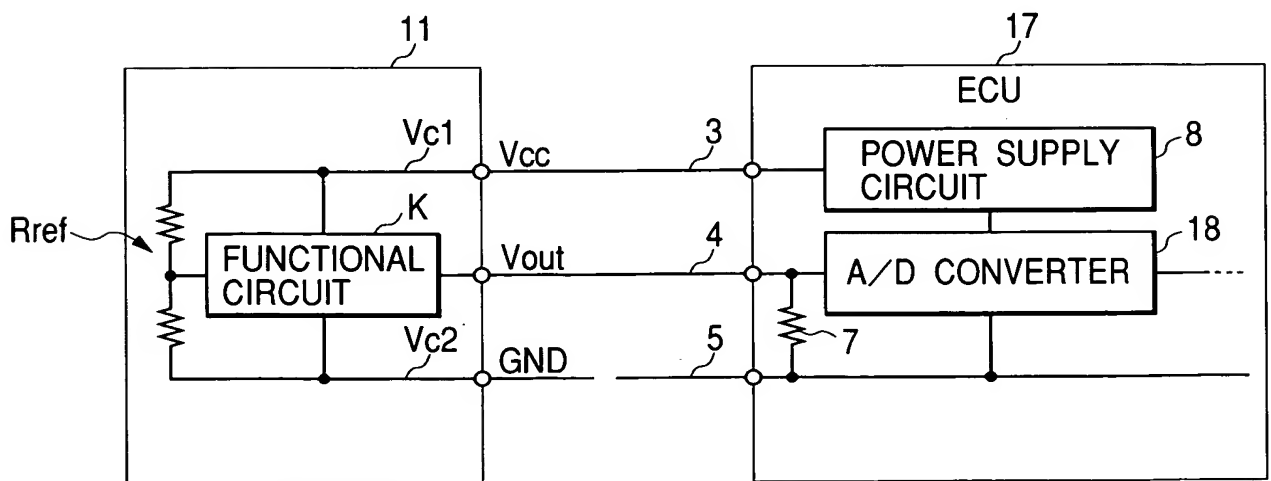 11
17
ECU
Vc1
Vcc
3
POWER SUPPLY
CIRCUIT
8
Rref
K
FUNCTIONAL
CIRCUIT
Vout
4
A/D CONVERTER
18
7
Vc2
GND
5